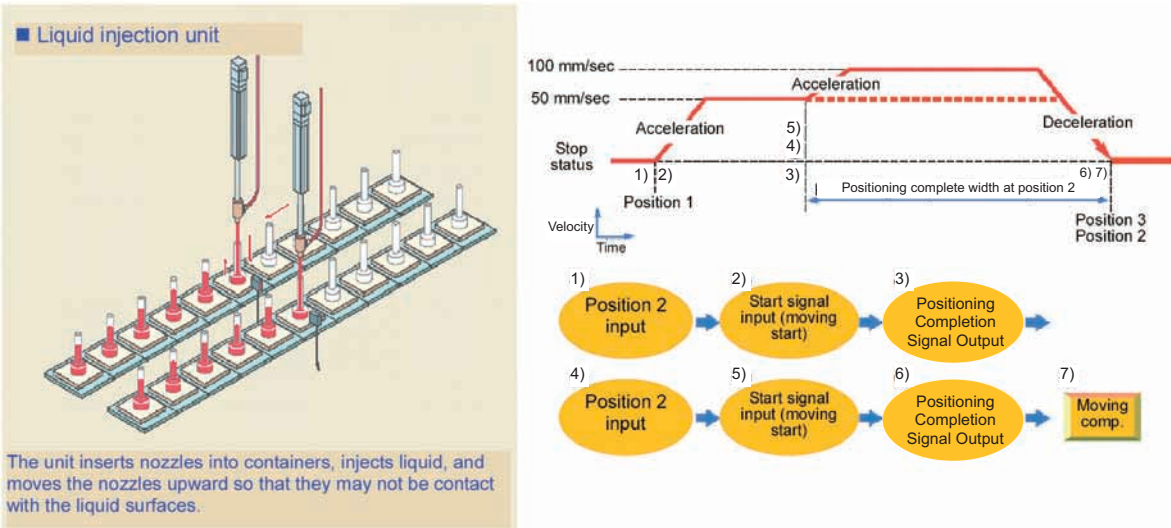 ■ Liquid injection unit
The unit inserts nozzles into containers, injects liquid, and
moves the nozzles upward so that they may not be contact
with the liquid surfaces.
100 mm/sec
Acceleration
50 mm/sec
Acceleration
Deceleration
5)
4)
Stop
status
1) 2)
3)
6) 7)
Positioning complete width at position 2
Position 1
Velocity
Time
Position 3
Position 2
1)
Position 2
input
2)
Start signal
input (moving
start)
3)
Positioning
Completion
Signal Output
4)
Position 2
input
5)
Start signal
input (moving
start)
6)
Positioning
Completion
Signal Output
7)
Moving
comp.